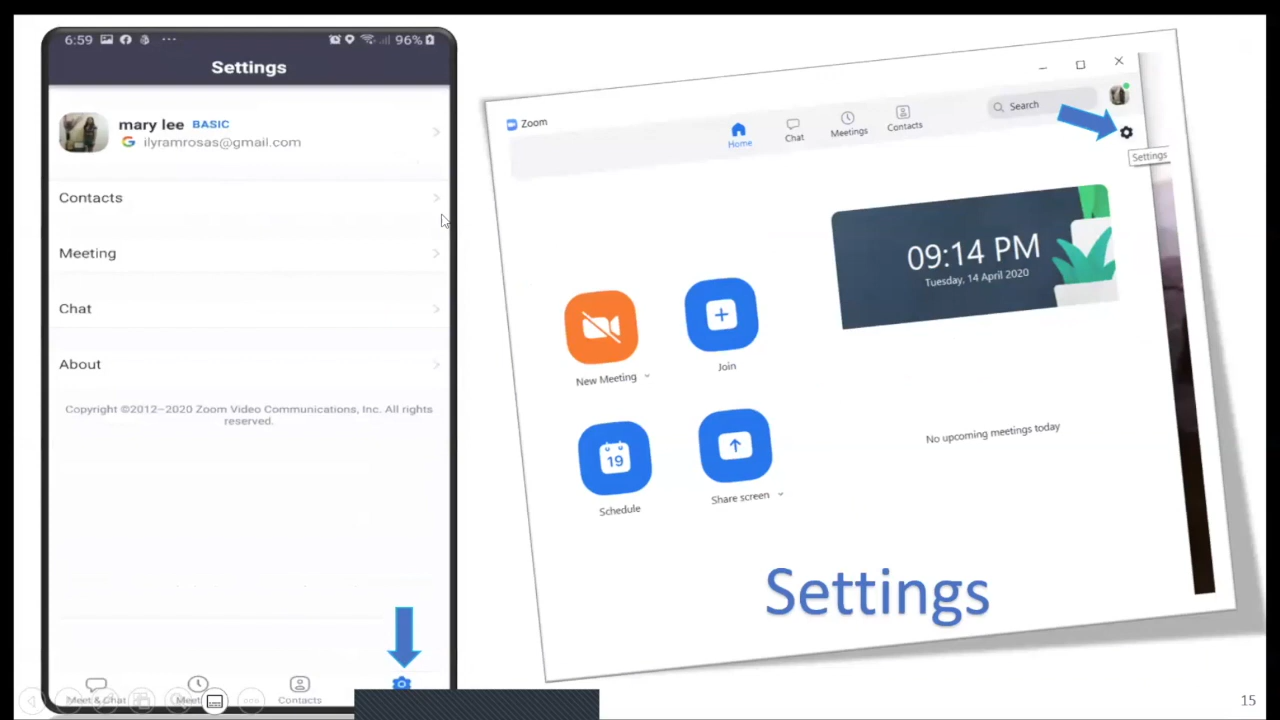 6:59
96%
Settings
mary lee BASIC
ilyramrosas@gmail.com
Contacts
Meeting
Chat
About
Copyright ©2012–2020 Zoom Video Communications, Inc. All rights
reserved.
Meet & Chat
Contacts
Zoom
Home
Chat
Meetings
Contacts
Search
Settings
09:14 PM
Tuesday, 14 April 2020
New Meeting
Join
19
Schedule
Share screen
No upcoming meetings today
Settings
15